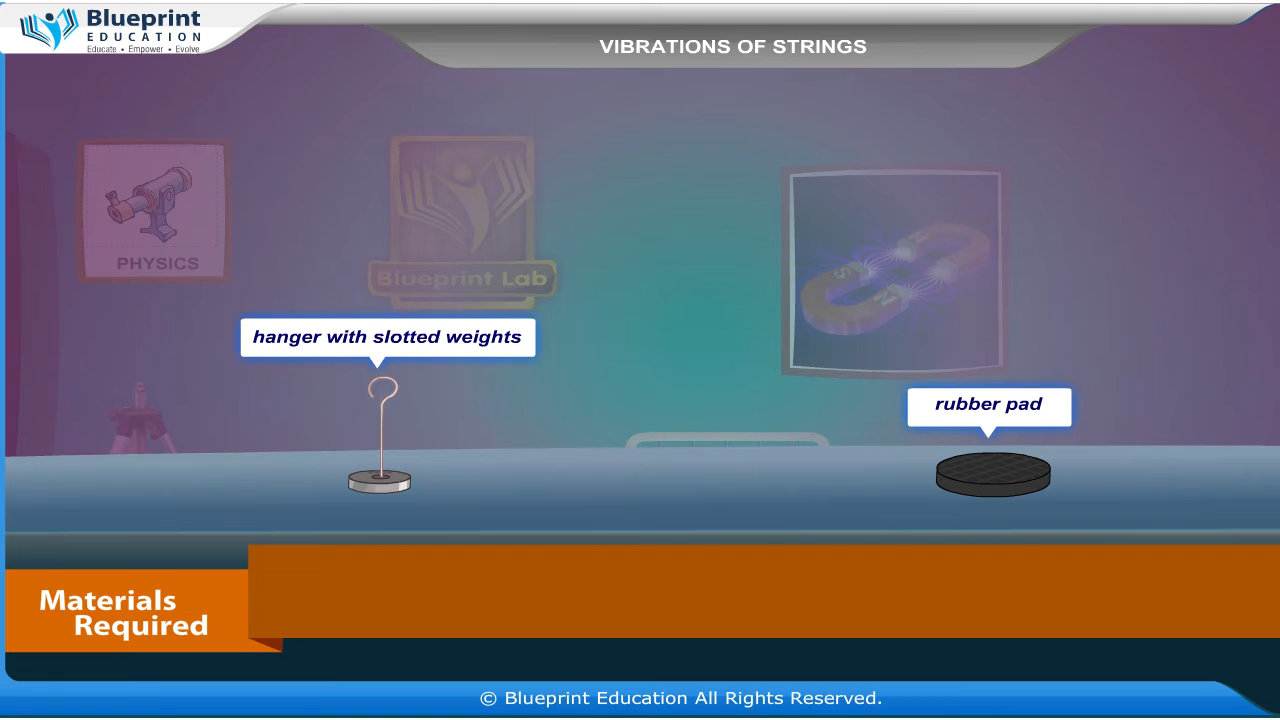 Blueprint
EDUCATION
Educate • Empower • Evolve
VIBRATIONS OF STRINGS
PHYSICS
Blueprint Lab
S
N
hanger with slotted weights
rubber pad
Materials
Required
© Blueprint Education All Rights Reserved.